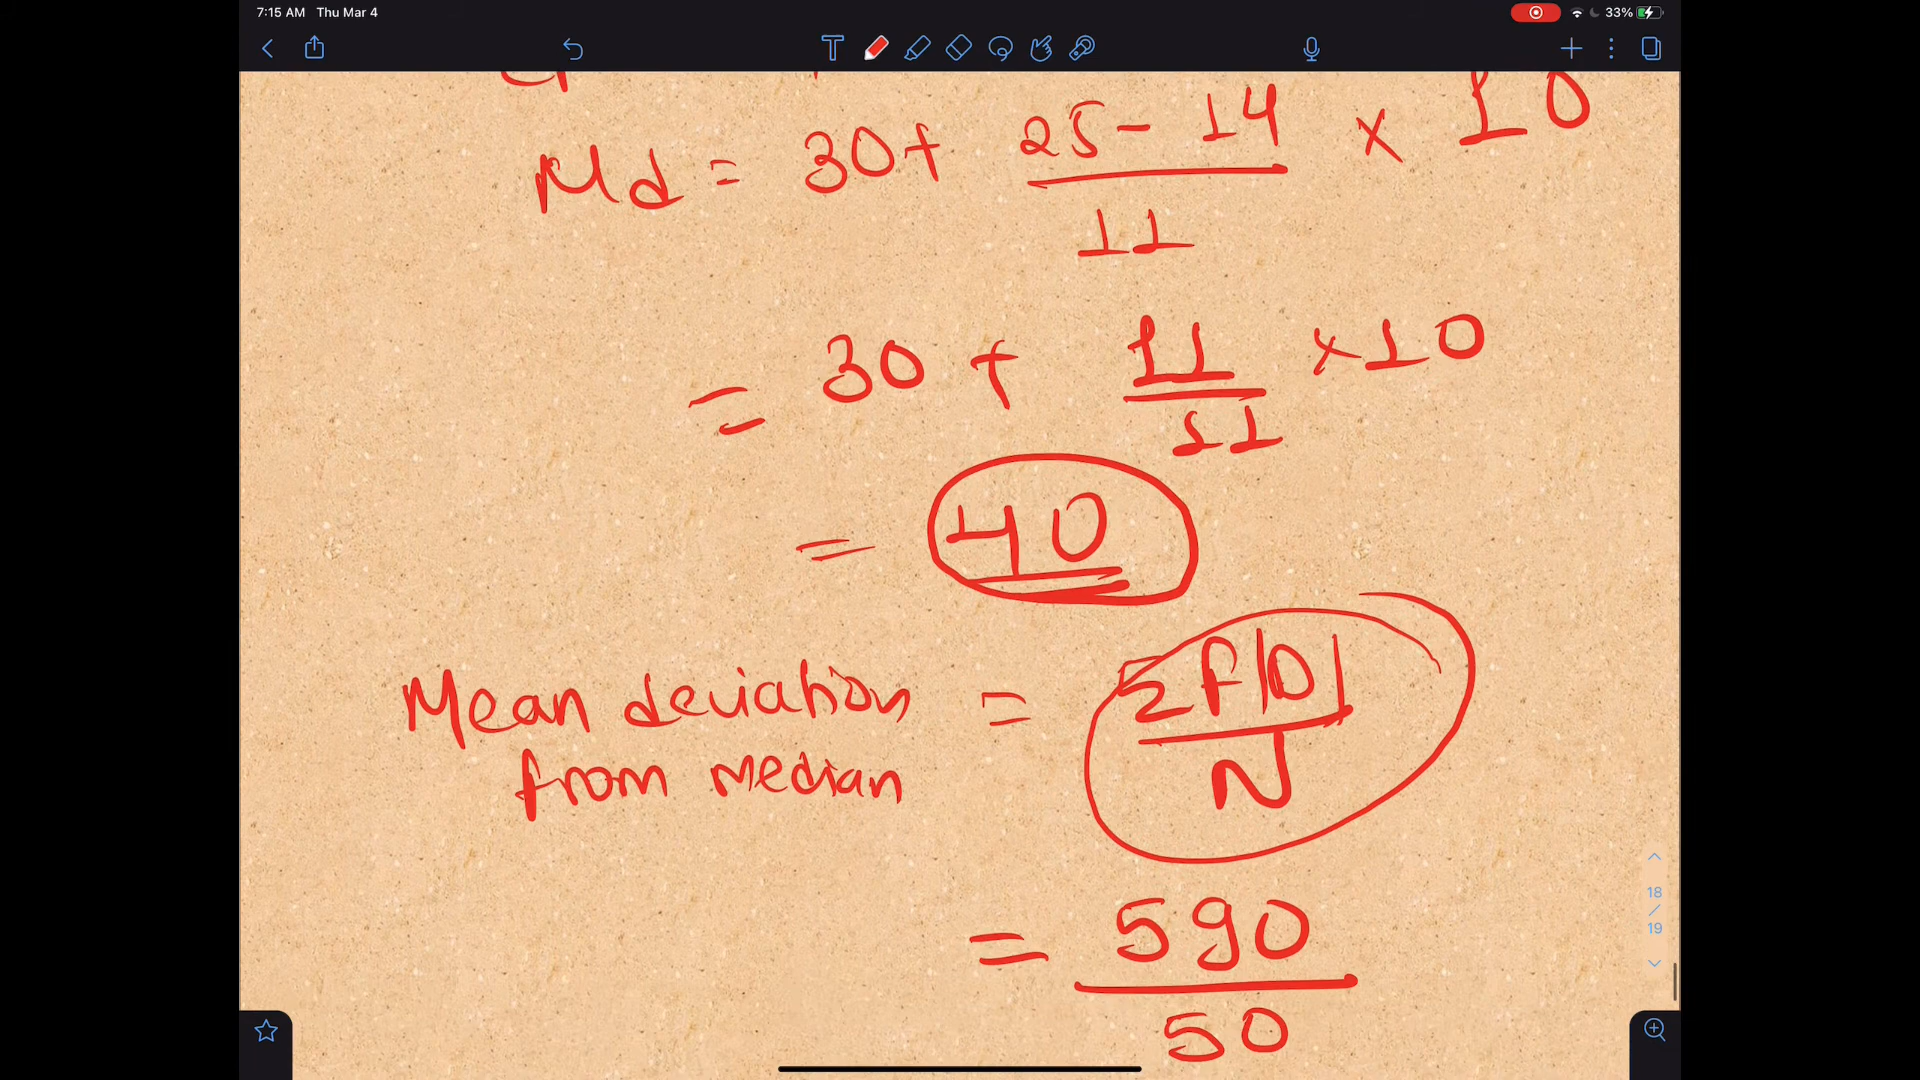 7:15 AM Thu Mar 4
33%
Md = 30 + 25 - 14 × 10
11
= 30 + 11 × 10
11
= 40
Mean deviation = Σf|D|
from median N
= 590
50
18
/
19